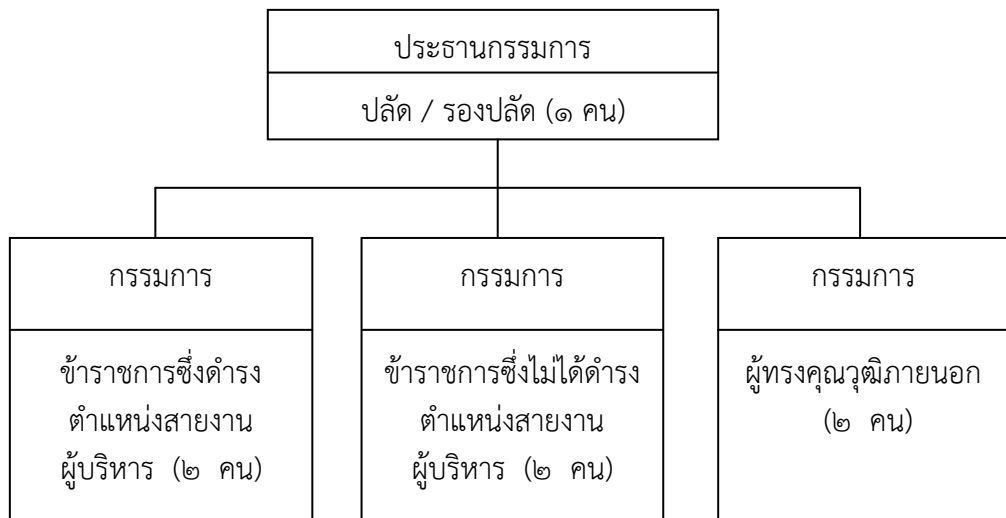 ประธานกรรมการ
ปลัด / รองปลัด (๑ คน)
กรรมการ
ข้าราชการซึ่งดำรง
ตำแหน่งสายงาน
ผู้บริหาร (๒ คน)
กรรมการ
ข้าราชการซึ่งไม่ได้ดำรง
ตำแหน่งสายงาน
ผู้บริหาร (๒ คน)
กรรมการ
ผู้ทรงคุณวุฒิภายนอก
(๒ คน)